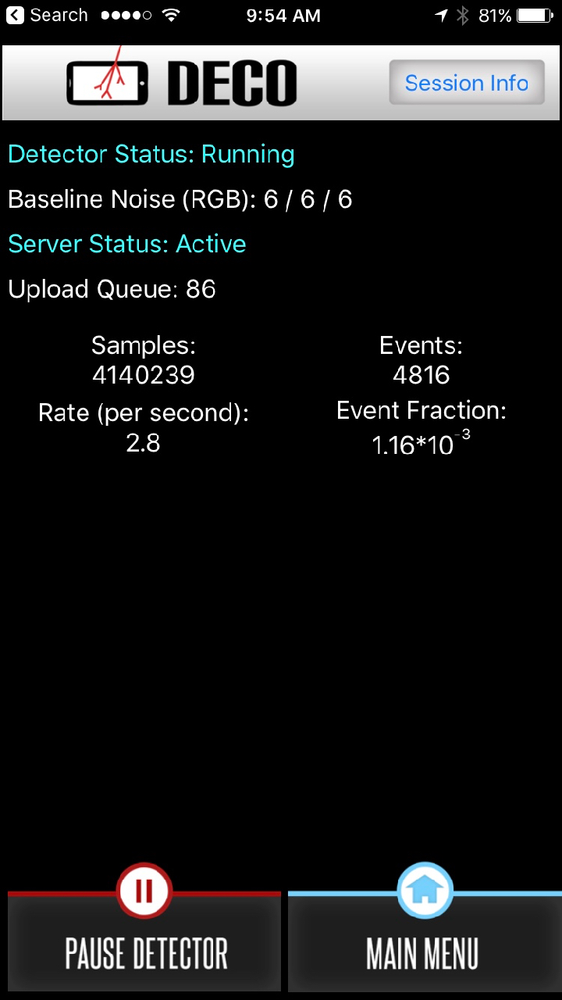 Search 9:54 AM 81%
DECO Session Info
Detector Status: Running
Baseline Noise (RGB): 6 / 6 / 6
Server Status: Active
Upload Queue: 86
Samples: Events:
4140239 4816
Rate (per second): Event Fraction:
2.8 1.16*10⁻³
PAUSE DETECTOR MAIN MENU